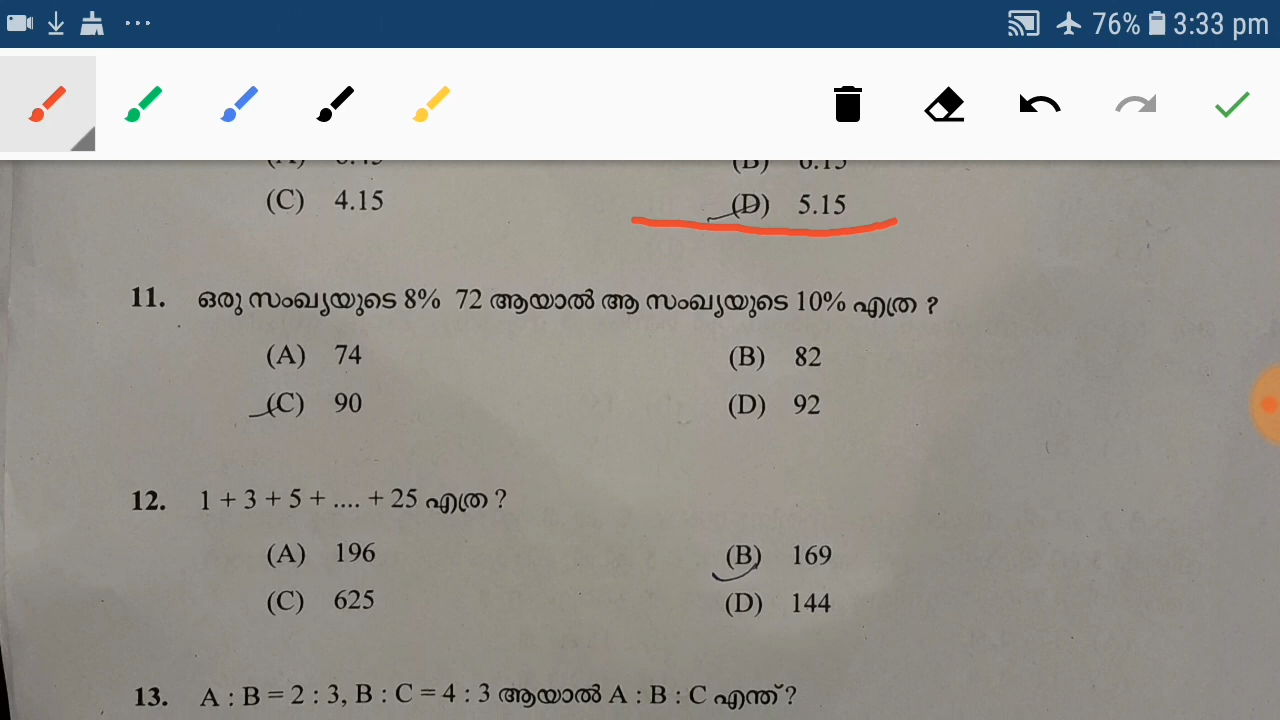 76% 3:33 pm
(C) 4.15 (D) 5.15
11. ഒരു സംഖ്യയുടെ 8% 72 ആയാൽ ആ സംഖ്യയുടെ 10% എത്ര ?
(A) 74 (B) 82
(C) 90 (D) 92
12. 1 + 3 + 5 + .... + 25 എത്ര ?
(A) 196 (B) 169
(C) 625 (D) 144
13. A : B = 2 : 3, B : C = 4 : 3 ആയാൽ A : B : C എന്ത് ?